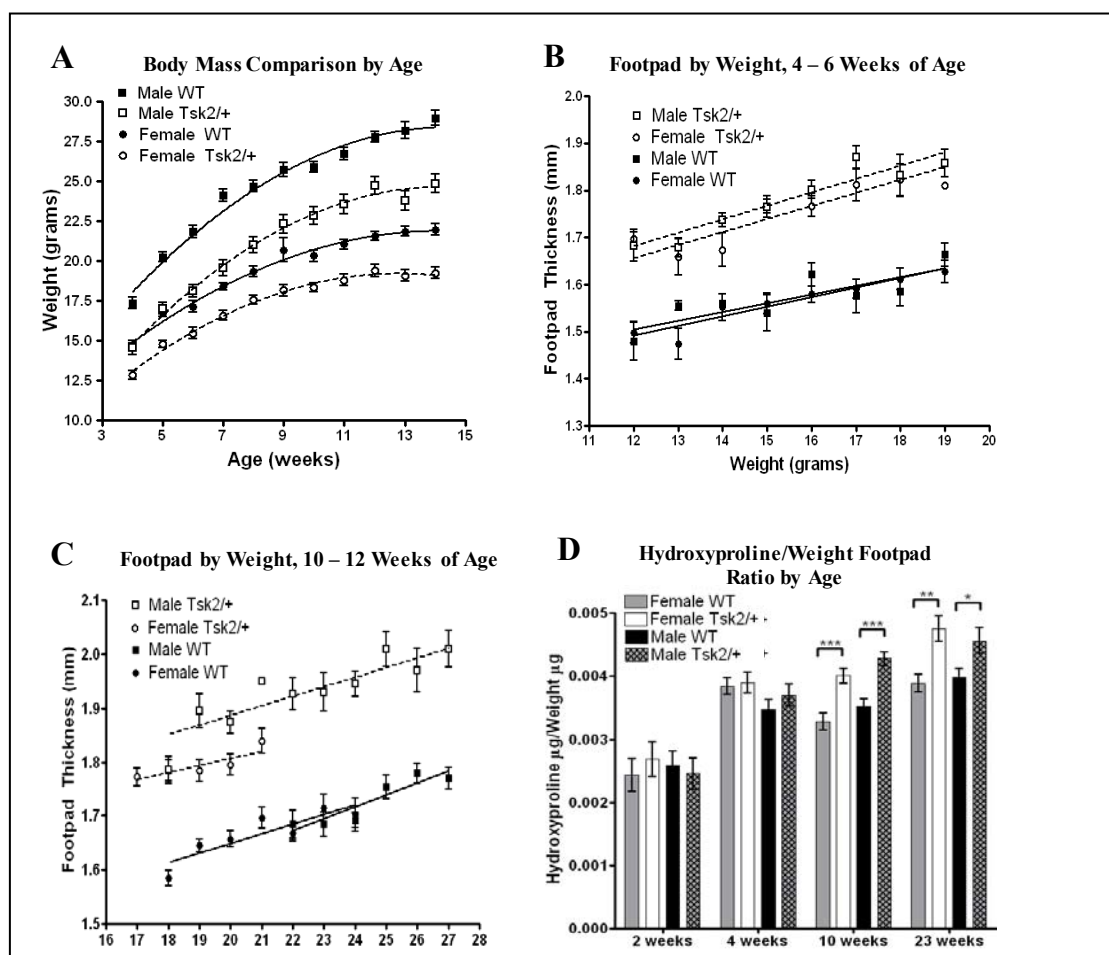 A
Body Mass Comparison by Age
Male WT
Male Tsk2/+
Female WT
Female Tsk2/+
30.0
27.5
25.0
22.5
20.0
17.5
15.0
12.5
10.0
Weight (grams)
3 5 7 9 11 13 15
Age (weeks)
B
Footpad by Weight, 4 – 6 Weeks of Age
Male Tsk2/+
Female Tsk2/+
Male WT
Female WT
2.0
1.9
1.8
1.7
1.6
1.5
1.4
1.3
Footpad Thickness (mm)
11 12 13 14 15 16 17 18 19 20
Weight (grams)
C
Footpad by Weight, 10 – 12 Weeks of Age
Male Tsk2/+
Female Tsk2/+
Male WT
Female WT
2.1
2.0
1.9
1.8
1.7
1.6
1.5
Footpad Thickness (mm)
16 17 18 19 20 21 22 23 24 25 26 27 28
D
Hydroxyproline/Weight Footpad
Ratio by Age
Female WT
Female Tsk2/+ +
Male WT
Male Tsk2/+ +
*** *** ** *
0.005
0.004
0.003
0.002
0.001
0.000
Hydroxyproline µg/Weight µg
2 weeks 4 weeks 10 weeks 23 weeks